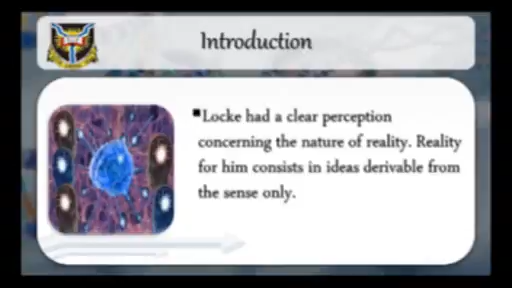 Introduction
▪Locke had a clear perception
concerning the nature of reality. Reality
for him consists in ideas derivable from
the sense only.